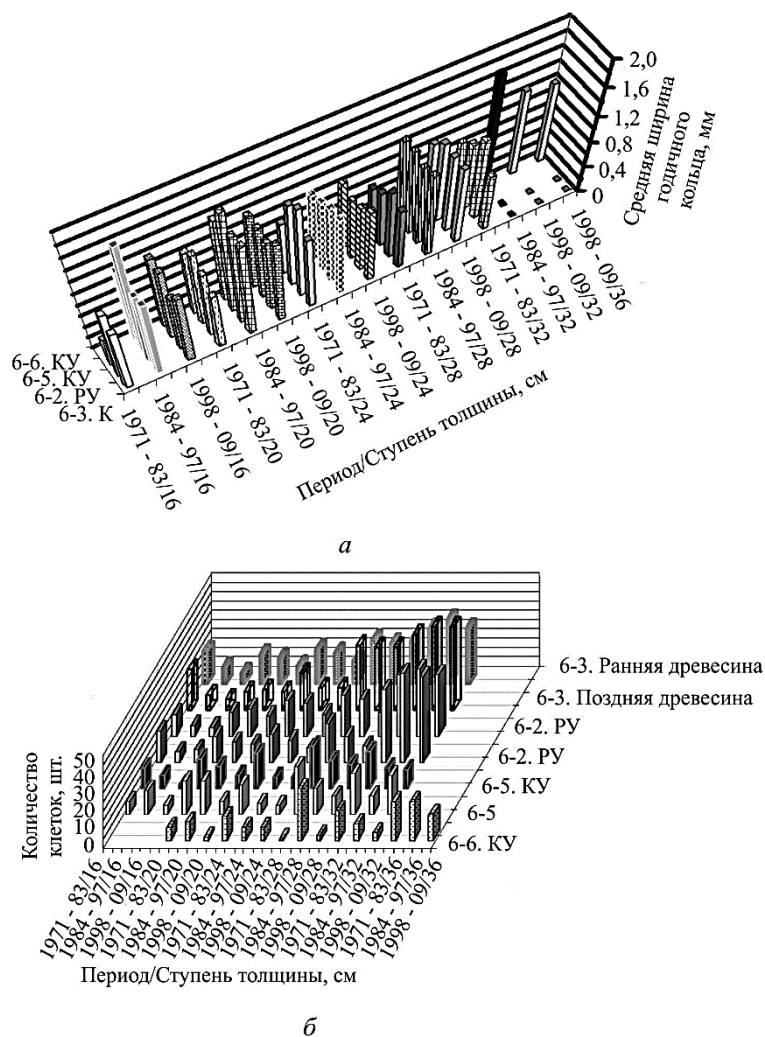 2,0
1,6
1,2
0,8
0,4
0
Средняя ширина
годичного
кольца, мм
6-6. КУ
6-5. КУ
6-2. РУ
6-3. К
1971 - 83/16
1984 - 97/16
1998 - 09/16
1971 - 83/20
1984 - 97/20
1998 - 09/20
1971 - 83/24
1984 - 97/24
1998 - 09/24
1971 - 83/28
1984 - 97/28
1998 - 09/28
1971 - 83/32
1984 - 97/32
1998 - 09/32
1998 - 09/36
Период/Ступень толщины, см
а
6-3. Ранняя древесина
6-3. Поздняя древесина
6-2. РУ
6-2. РУ
6-5. КУ
6-5
6-6. КУ
50
40
30
20
10
0
Количество
клеток, шт.
1971 - 83/16
1984 - 97/16
1998 - 09/16
1971 - 83/20
1984 - 97/20
1998 - 09/20
1971 - 83/24
1984 - 97/24
1998 - 09/24
1971 - 83/28
1984 - 97/28
1998 - 09/28
1971 - 83/32
1984 - 97/32
1998 - 09/32
1971 - 83/36
1984 - 97/36
1998 - 09/36
Период/Ступень толщины, см
б